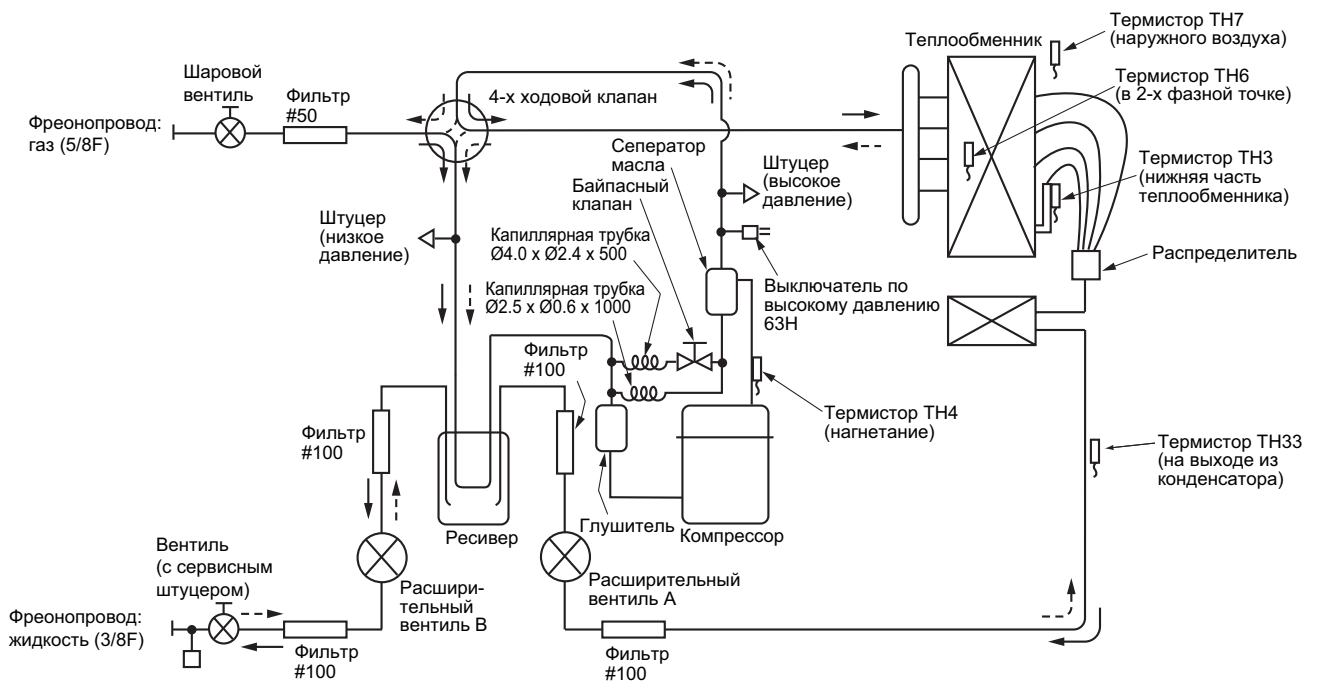 Термистор TH7
(наружного воздуха)
Теплообменник
Термистор TH6
(в 2-х фазной точке)
Шаровой
вентиль
Фильтр
#50
4-х ходовой клапан
Фреонопровод:
газ (5/8F)
Сеператор
масла
Штуцер
(высокое
давление)
Термистор TH3
(нижняя часть
теплообменника)
Байпасный
клапан
Штуцер
(низкое
давление)
Капиллярная трубка
Ø4.0 x Ø2.4 x 500
Распределитель
Капиллярная трубка
Ø2.5 x Ø0.6 x 1000
Выключатель по
высокому давлению
63H
Фильтр
#100
Термистор TH4
(нагнетание)
Фильтр
#100
Термистор TH33
(на выходе из
конденсатора)
Глушитель
Ресивер
Компрессор
Вентиль
(с сервисным
штуцером)
Расшири-
тельный
вентиль B
Расширительный
вентиль A
Фреонопровод:
жидкость (3/8F)
Фильтр
#100
Фильтр
#100